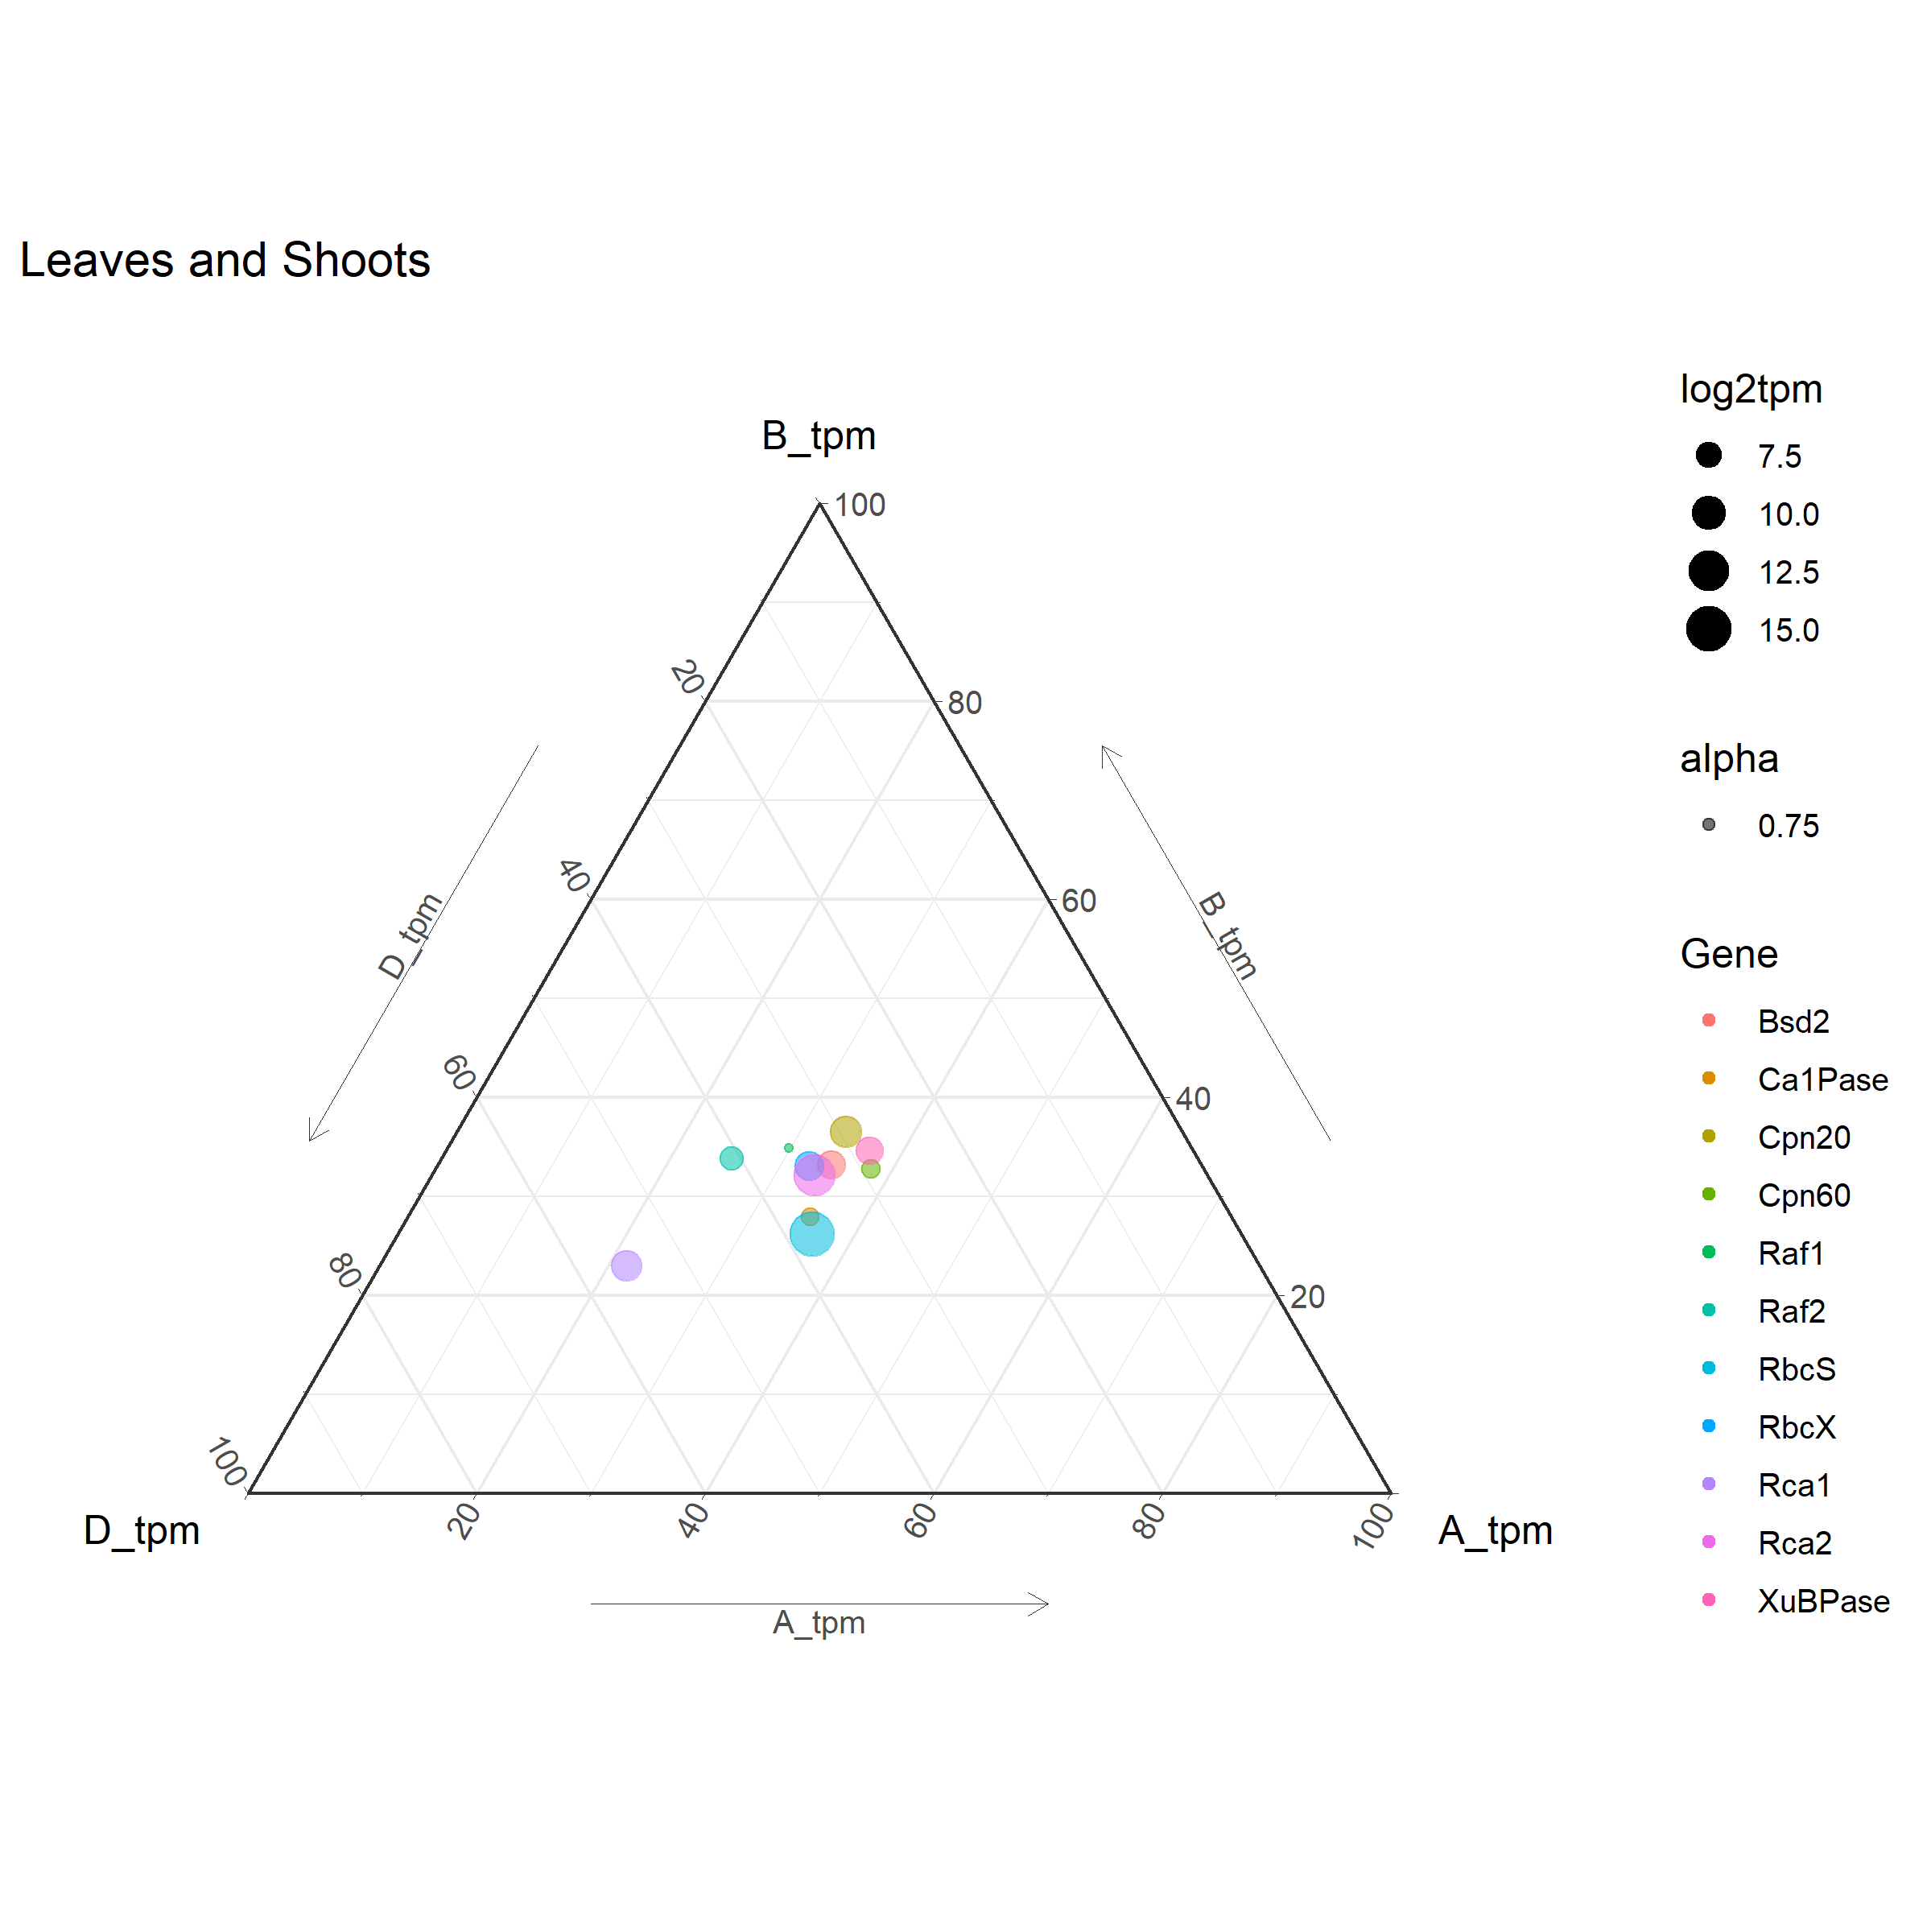 Leaves and Shoots
B_tpm
100
80
60
40
20
B_tpm
20
40
60
80
100
D_tpm
D_tpm
20
40
60
80
100
A_tpm
A_tpm
log2tpm
7.5
10.0
12.5
15.0
alpha
0.75
Gene
Bsd2
Ca1Pase
Cpn20
Cpn60
Raf1
Raf2
RbcS
RbcX
Rca1
Rca2
XuBPase